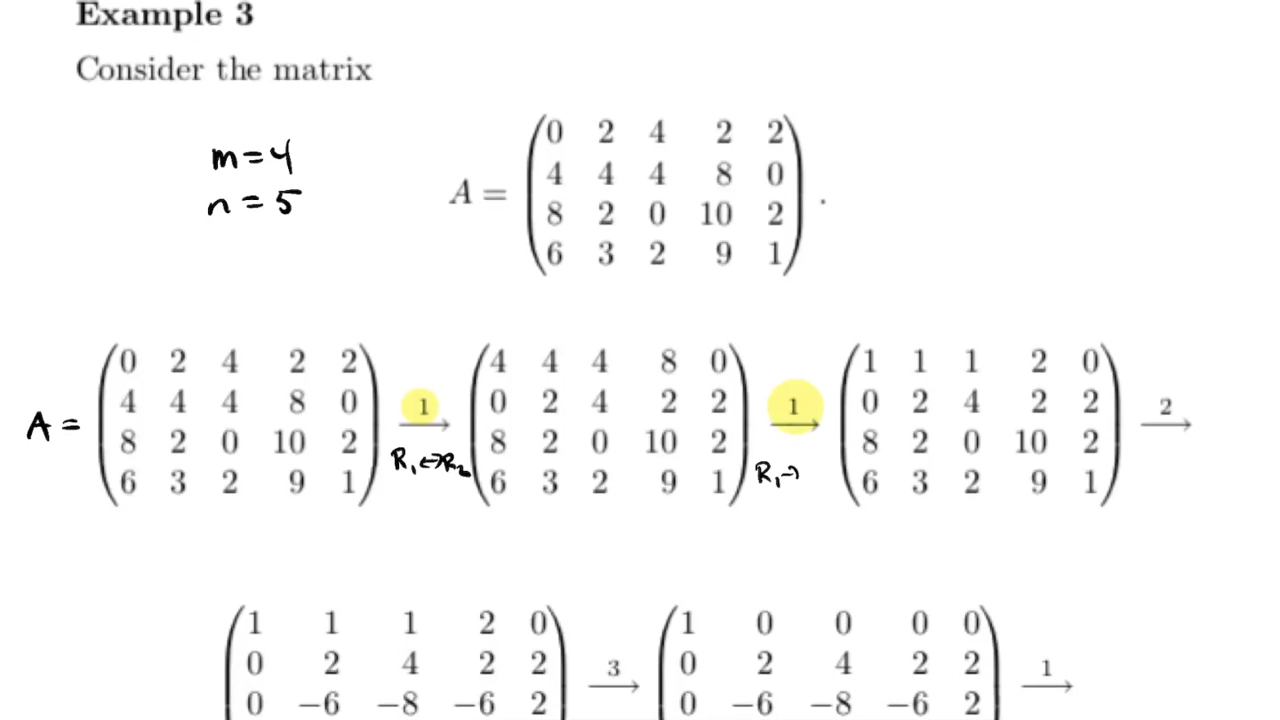 Example 3
Consider the matrix
m=4
n=5
A =
0 2 4 2 2
4 4 4 8 0
8 2 0 10 2
6 3 2 9 1
.
A =
0 2 4 2 2
4 4 4 8 0
8 2 0 10 2
6 3 2 9 1
1
R₁↔R₂
4 4 4 8 0
0 2 4 2 2
8 2 0 10 2
6 3 2 9 1
1
R₁→
1 1 1 2 0
0 2 4 2 2
8 2 0 10 2
6 3 2 9 1
2
1 1 1 2 0
0 2 4 2 2
0 −6 −8 −6 2
3
1 0 0 0 0
0 2 4 2 2
0 −6 −8 −6 2
1